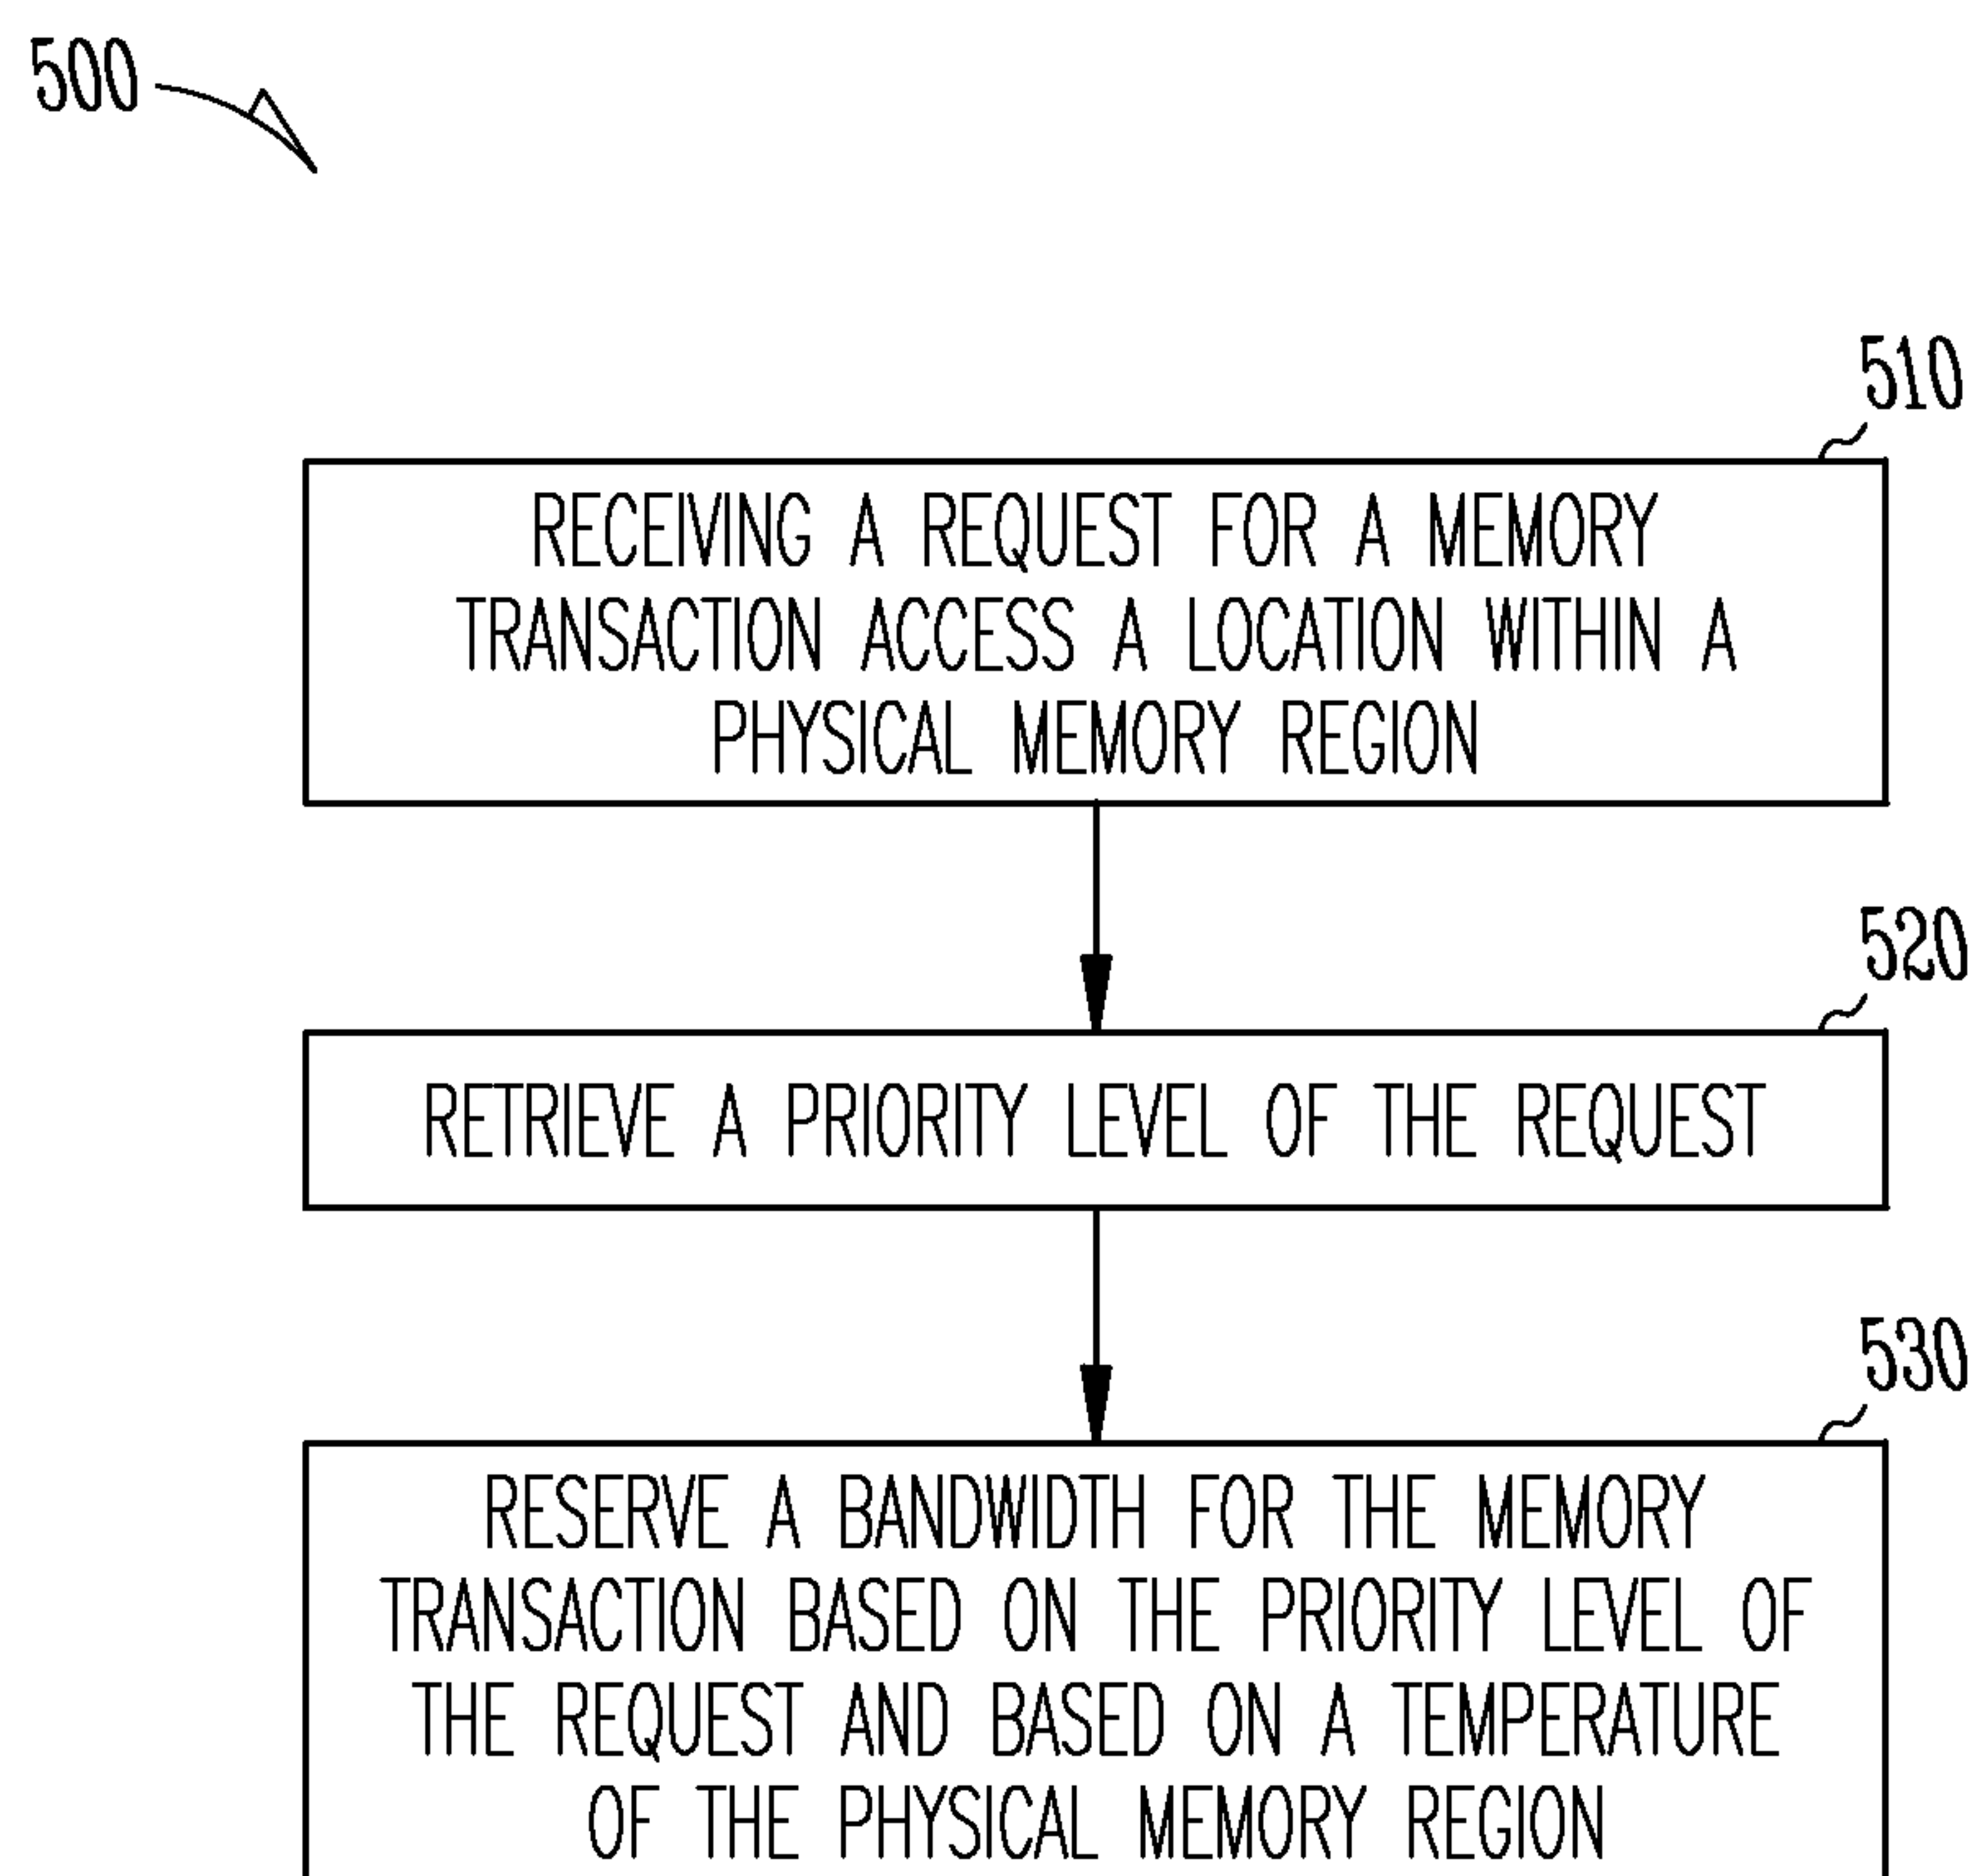 500
510
RECEIVING A REQUEST FOR A MEMORY
TRANSACTION ACCESS A LOCATION WITHIN A
PHYSICAL MEMORY REGION
520
RETRIEVE A PRIORITY LEVEL OF THE REQUEST
530
RESERVE A BANDWIDTH FOR THE MEMORY
TRANSACTION BASED ON THE PRIORITY LEVEL OF
THE REQUEST AND BASED ON A TEMPERATURE
OF THE PHYSICAL MEMORY REGION